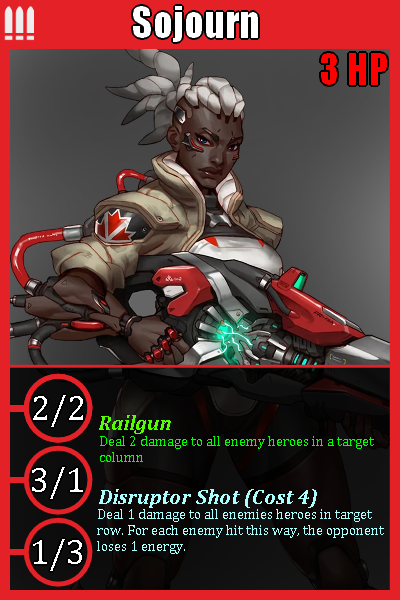 Sojourn
3 HP
2/2
Railgun
Deal 2 damage to all enemy heroes in a target
column
3/1
Disruptor Shot (Cost 4)
Deal 1 damage to all enemies heroes in target
row. For each enemy hit this way, the opponent
loses 1 energy.
1/3